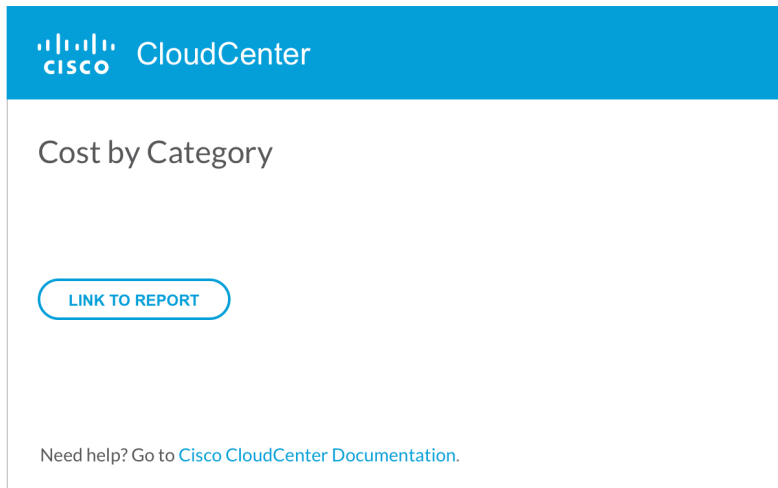 CISCO CloudCenter
Cost by Category
LINK TO REPORT
Need help? Go to Cisco CloudCenter Documentation.